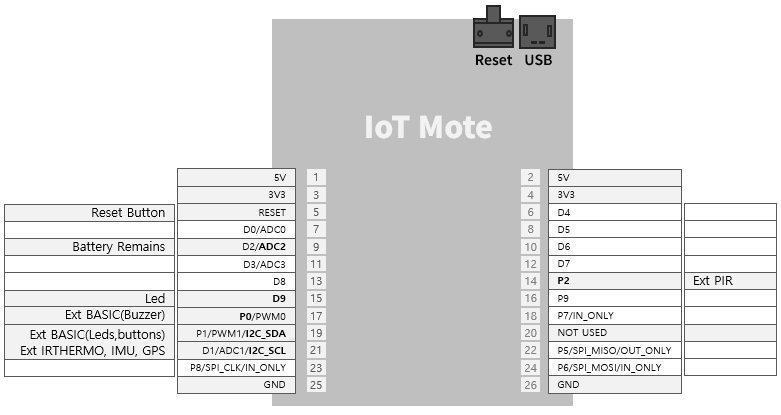 Reset USB
IoT Mote
5V 1 2 5V
3V3 3 4 3V3
Reset Button RESET 5 6 D4
D0/ADC0 7 8 D5
Battery Remains D2/ADC2 9 10 D6
D3/ADC3 11 12 D7
D8 13 14 P2 Ext PIR
Led D9 15 16 P9
Ext BASIC(Buzzer) P0/PWM0 17 18 P7/IN_ONLY
Ext BASIC(Leds,buttons) P1/PWM1/I2C_SDA 19 20 NOT USED
Ext IRTHERMO, IMU, GPS D1/ADC1/I2C_SCL 21 22 P5/SPI_MISO/OUT_ONLY
P8/SPI_CLK/IN_ONLY 23 24 P6/SPI_MOSI/IN_ONLY
GND 25 26 GND